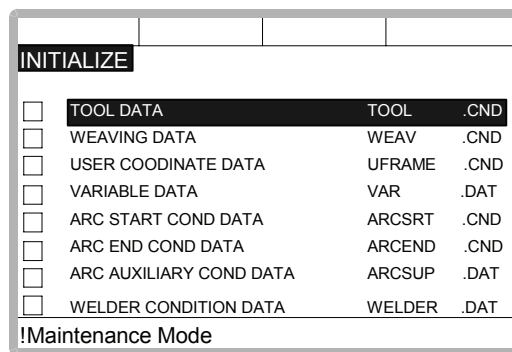 INITIALIZE
TOOL DATA TOOL .CND
WEAVING DATA WEAV .CND
USER COODINATE DATA UFRAME .CND
VARIABLE DATA VAR .DAT
ARC START COND DATA ARCSRT .CND
ARC END COND DATA ARCEND .CND
ARC AUXILIARY COND DATA ARCSUP .DAT
WELDER CONDITION DATA WELDER .DAT
!Maintenance Mode